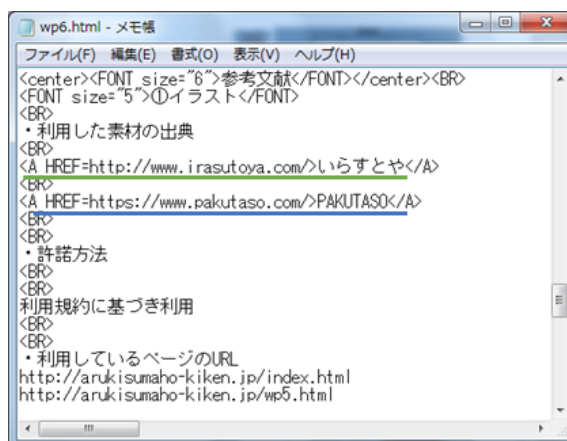 wp6.html - メモ帳
ファイル(F) 編集(E) 書式(O) 表示(V) ヘルプ(H)
<center><FONT size="6">参考文献</FONT></center><BR>
<FONT size="5">①イラスト</FONT>
<BR>
・利用した素材の出典
<BR>
<A HREF=http://www.irasutoya.com/>いらすとや</A>
<BR>
<A HREF=https://www.pakutaso.com/>PAKUTASO</A>
<BR>
<BR>
・許諾方法
<BR>
<BR>
利用規約に基づき利用
<BR>
<BR>
・利用しているページのURL
http://arukisumaho-kiken.jp/index.html
http://arukisumaho-kiken.jp/wp5.html